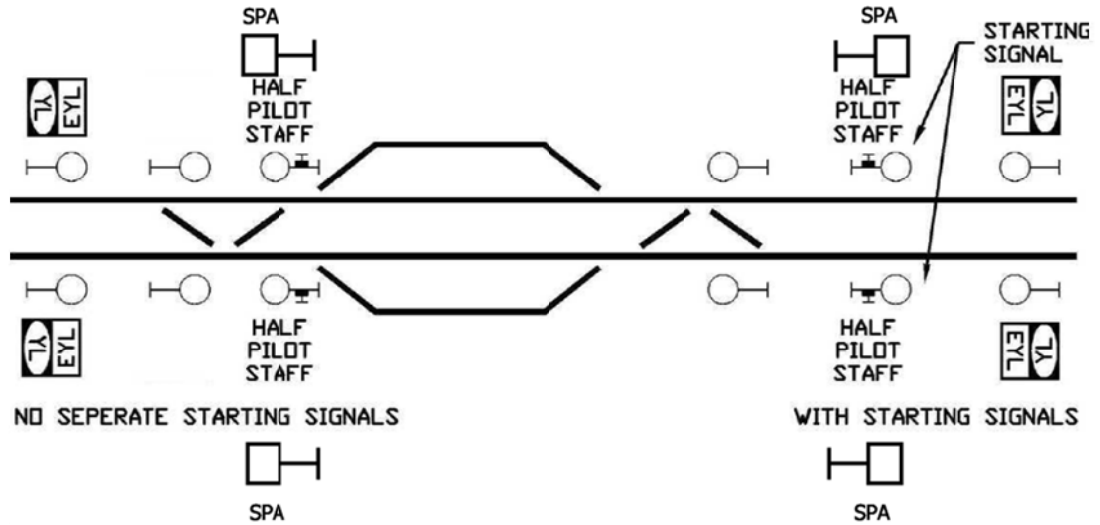 SPA
SPA
STARTING
SIGNAL
HALF
PILOT
STAFF
HALF
PILOT
STAFF
YL
EYL
EYL
YL
YL
EYL
HALF
PILOT
STAFF
HALF
PILOT
STAFF
EYL
YL
NO SEPERATE STARTING SIGNALS
WITH STARTING SIGNALS
SPA
SPA